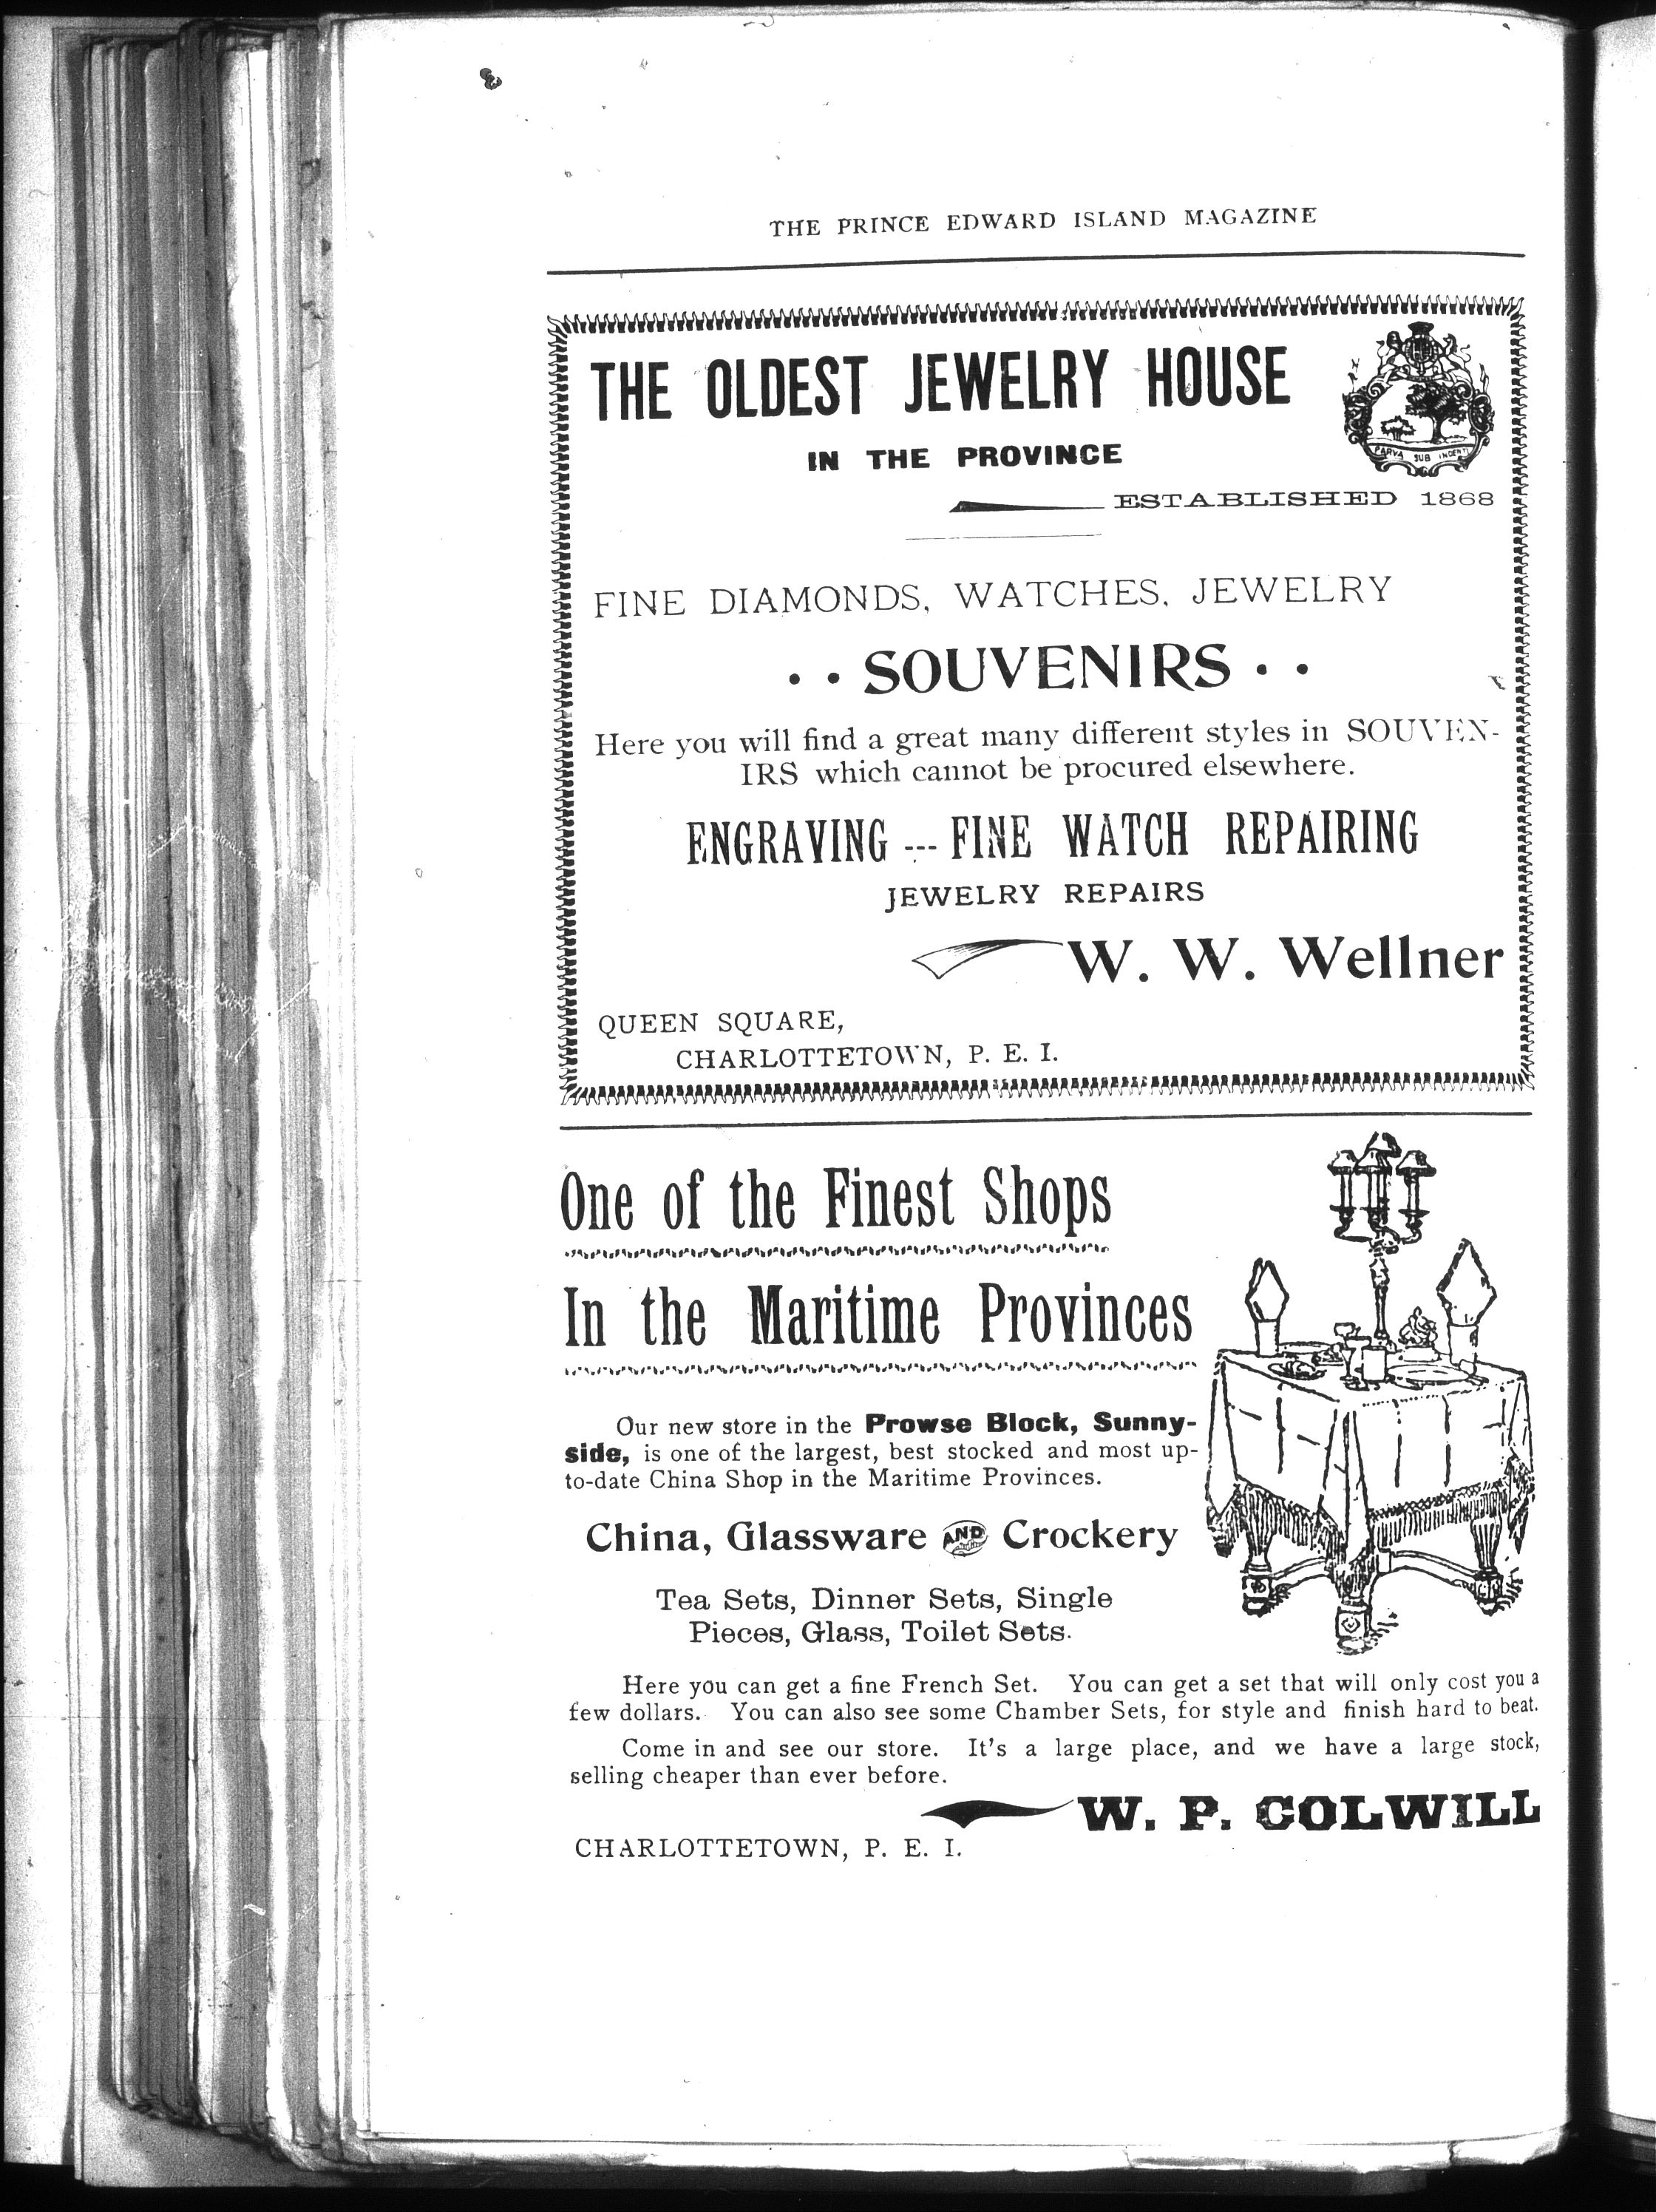 THE PRINCE EDWARD ISLAND MAGAZINE
THE OLDEST JEWELRY HOUSE
IN THE PROVINCE
PARVA SUB INGENTI
ESTABLISHED 1868
FINE DIAMONDS, WATCHES, JEWELRY
. . SOUVENIRS . .
Here you will find a great many different styles in SOUVEN-
IRS which cannot be procured elsewhere.
ENGRAVING --- FINE WATCH REPAIRING
JEWELRY REPAIRS
W. W. Wellner
QUEEN SQUARE,
CHARLOTTETOWN, P. E. I.
One of the Finest Shops
In the Maritime Provinces
Our new store in the Prowse Block, Sunny-
side, is one of the largest, best stocked and most up-
to-date China Shop in the Maritime Provinces.
China, Glassware AND Crockery
Tea Sets, Dinner Sets, Single
Pieces, Glass, Toilet Sets.
Here you can get a fine French Set. You can get a set that will only cost you a
few dollars. You can also see some Chamber Sets, for style and finish hard to beat.
Come in and see our store. It's a large place, and we have a large stock,
selling cheaper than ever before.
W. P. COLWILL
CHARLOTTETOWN, P. E. I.